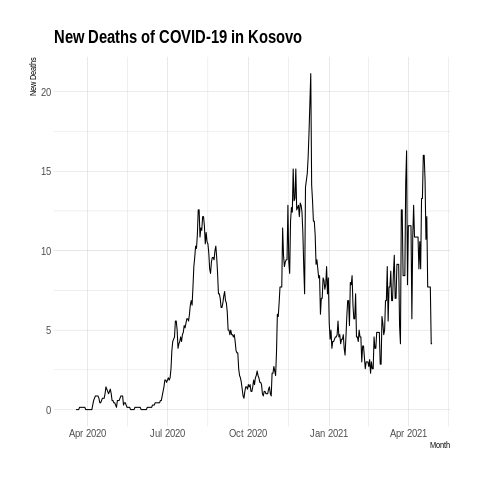 New Deaths of COVID-19 in Kosovo
New Deaths
20
15
10
5
0
Apr 2020
Jul 2020
Oct 2020
Jan 2021
Apr 2021
Month